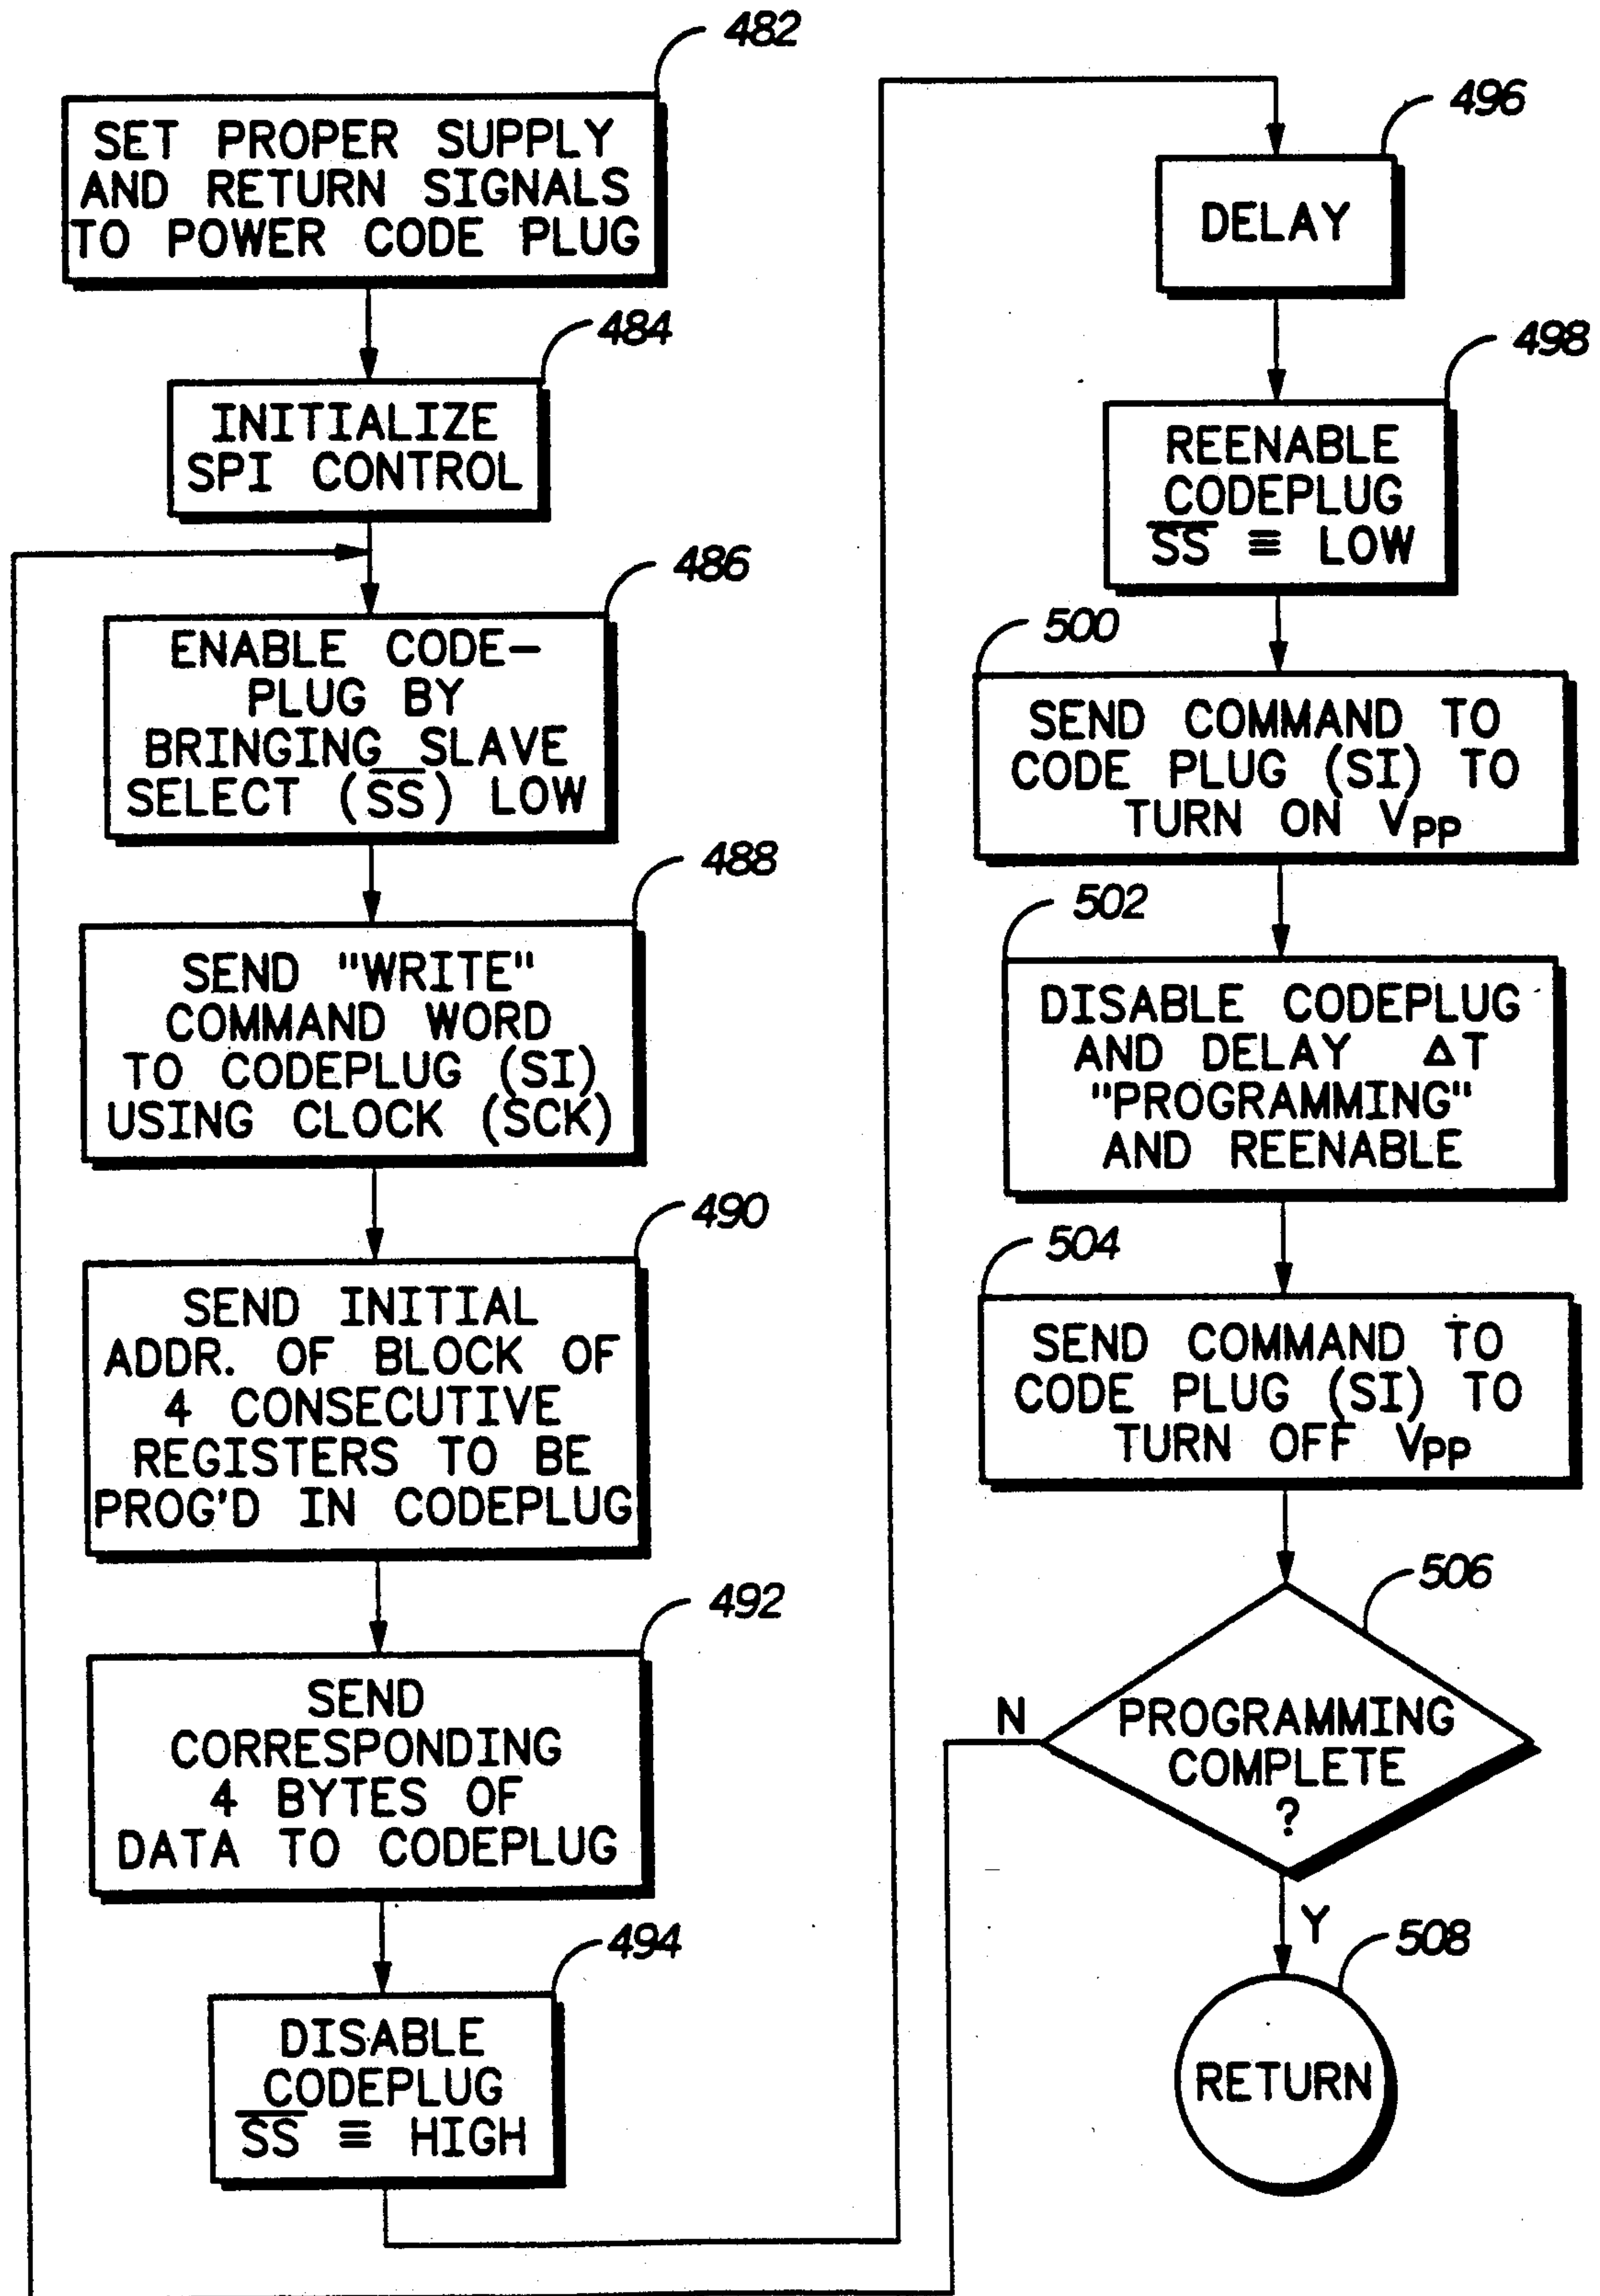 482
SET PROPER SUPPLY
AND RETURN SIGNALS
TO POWER CODE PLUG
484
INITIALIZE
SPI CONTROL
486
ENABLE CODE-
PLUG BY
BRINGING SLAVE
SELECT (S̅S̅) LOW
488
SEND "WRITE"
COMMAND WORD
TO CODEPLUG (SI)
USING CLOCK (SCK)
490
SEND INITIAL
ADDR. OF BLOCK OF
4 CONSECUTIVE
REGISTERS TO BE
PROG'D IN CODEPLUG
492
SEND
CORRESPONDING
4 BYTES OF
DATA TO CODEPLUG
494
DISABLE
CODEPLUG
S̅S̅ ≡ HIGH
496
DELAY
498
REENABLE
CODEPLUG
S̅S̅ ≡ LOW
500
SEND COMMAND TO
CODE PLUG (SI) TO
TURN ON VPP
502
DISABLE CODEPLUG
AND DELAY ΔT
"PROGRAMMING"
AND REENABLE
504
SEND COMMAND TO
CODE PLUG (SI) TO
TURN OFF VPP
506
N
PROGRAMMING
COMPLETE
?
Y
508
RETURN